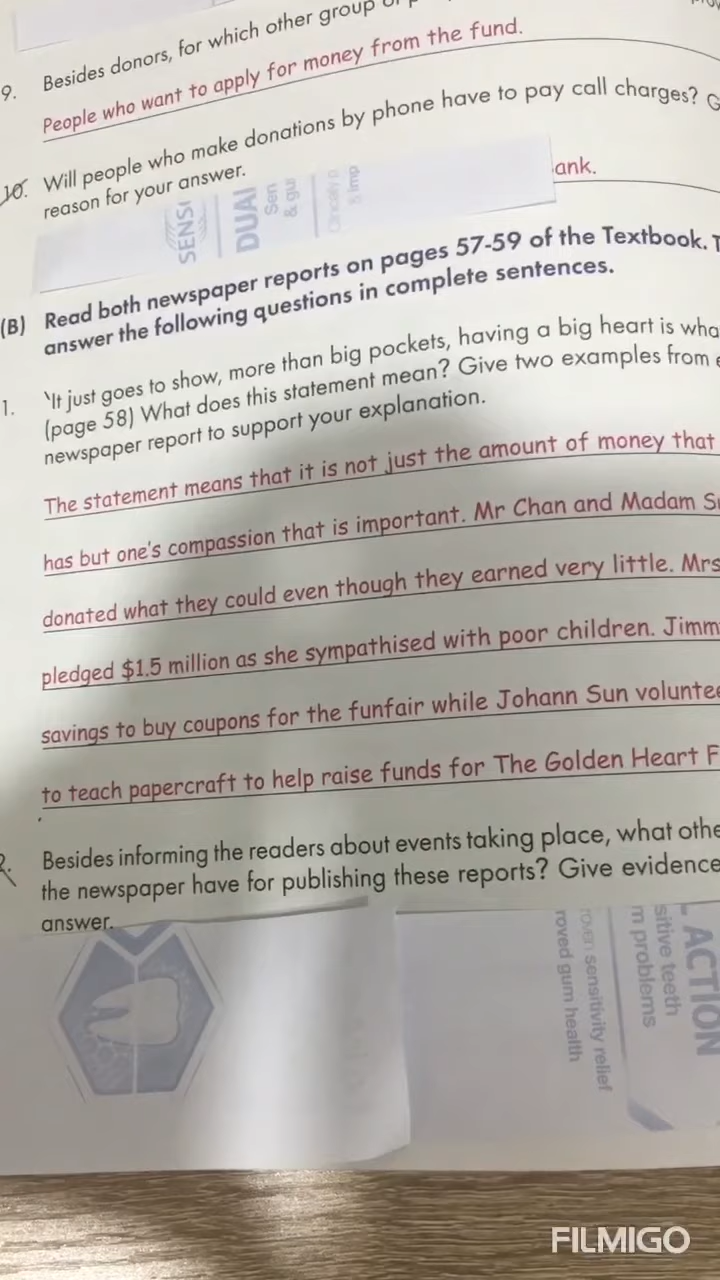 9. Besides donors, for which other group
People who want to apply for money from the fund.
10. Will people who make donations by phone have to pay call charges? G
reason for your answer.
ank.
SENSI
DUAL
Sen
& gu
& imp
(B) Read both newspaper reports on pages 57-59 of the Textbook. T
answer the following questions in complete sentences.
1. 'It just goes to show, more than big pockets, having a big heart is wha
(page 58) What does this statement mean? Give two examples from e
newspaper report to support your explanation.
The statement means that it is not just the amount of money that
has but one's compassion that is important. Mr Chan and Madam S
donated what they could even though they earned very little. Mrs
pledged $1.5 million as she sympathised with poor children. Jimm
savings to buy coupons for the funfair while Johann Sun voluntee
to teach papercraft to help raise funds for The Golden Heart F
2. Besides informing the readers about events taking place, what othe
the newspaper have for publishing these reports? Give evidence
answer.
ACTION
sitive teeth
m problems
roven sensitivity relief
roved gum health
FILMIGO